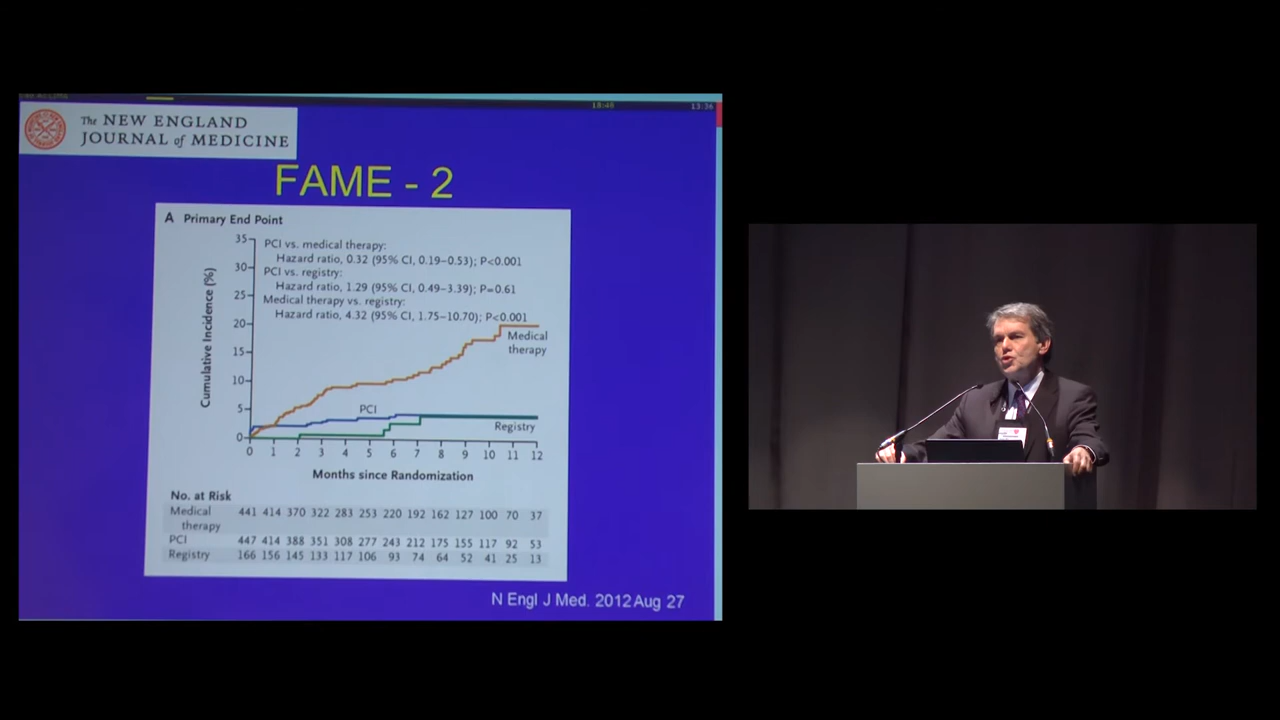 18:48
13:36
The NEW ENGLAND
JOURNAL of MEDICINE
FAME - 2
A Primary End Point
PCI vs. medical therapy:
Hazard ratio, 0.32 (95% CI, 0.19–0.53); P<0.001
PCI vs. registry:
Hazard ratio, 1.29 (95% CI, 0.49–3.39); P=0.61
Medical therapy vs. registry:
Hazard ratio, 4.32 (95% CI, 1.75–10.70); P<0.001
Cumulative Incidence (%)
35
30
25
20
15
10
5
0
Medical
therapy
PCI
Registry
0 1 2 3 4 5 6 7 8 9 10 11 12
Months since Randomization
No. at Risk
Medical 441 414 370 322 283 253 220 192 162 127 100 70 37
therapy
PCI 447 414 388 351 308 277 243 212 175 155 117 92 53
Registry 166 156 145 133 117 106 93 74 64 52 41 25 13
N Engl J Med. 2012 Aug 27